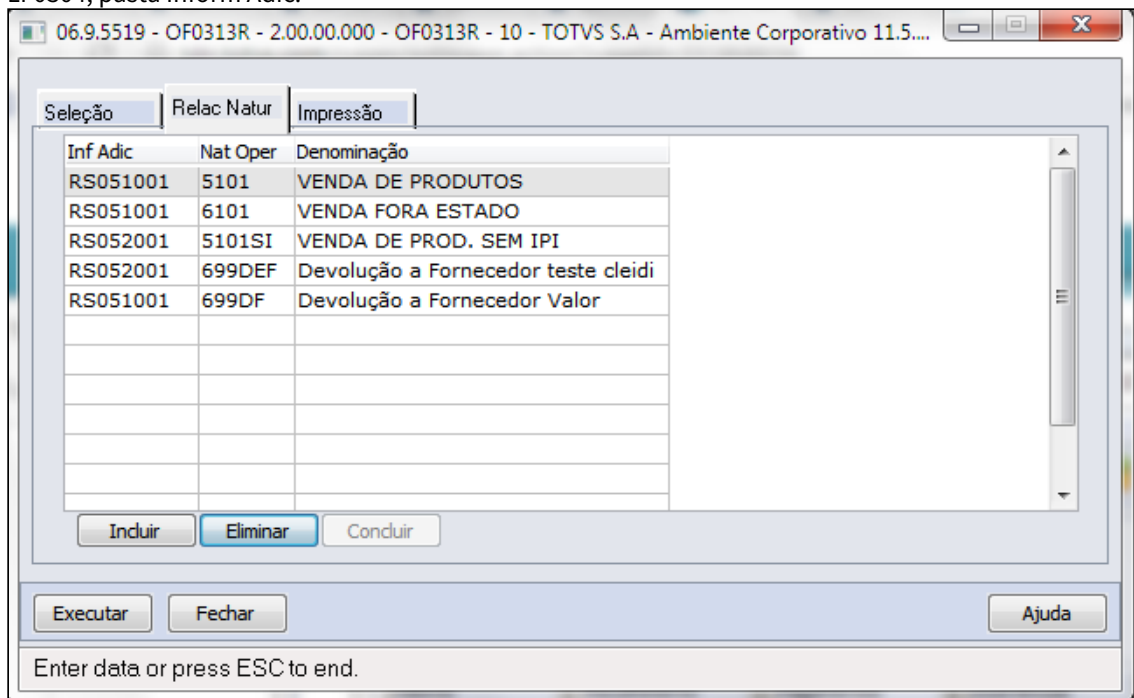 06.9.5519 - OF0313R - 2.00.00.000 - OF0313R - 10 - TOTVS S.A - Ambiente Corporativo 11.5....
Seleção Relac Natur Impressão
Inf Adic Nat Oper Denominação
RS051001 5101 VENDA DE PRODUTOS
RS051001 6101 VENDA FORA ESTADO
RS052001 5101SI VENDA DE PROD. SEM IPI
RS052001 699DEF Devolução a Fornecedor teste cleidi
RS051001 699DF Devolução a Fornecedor Valor
Incluir Eliminar Concluir
Executar Fechar Ajuda
Enter data or press ESC to end.